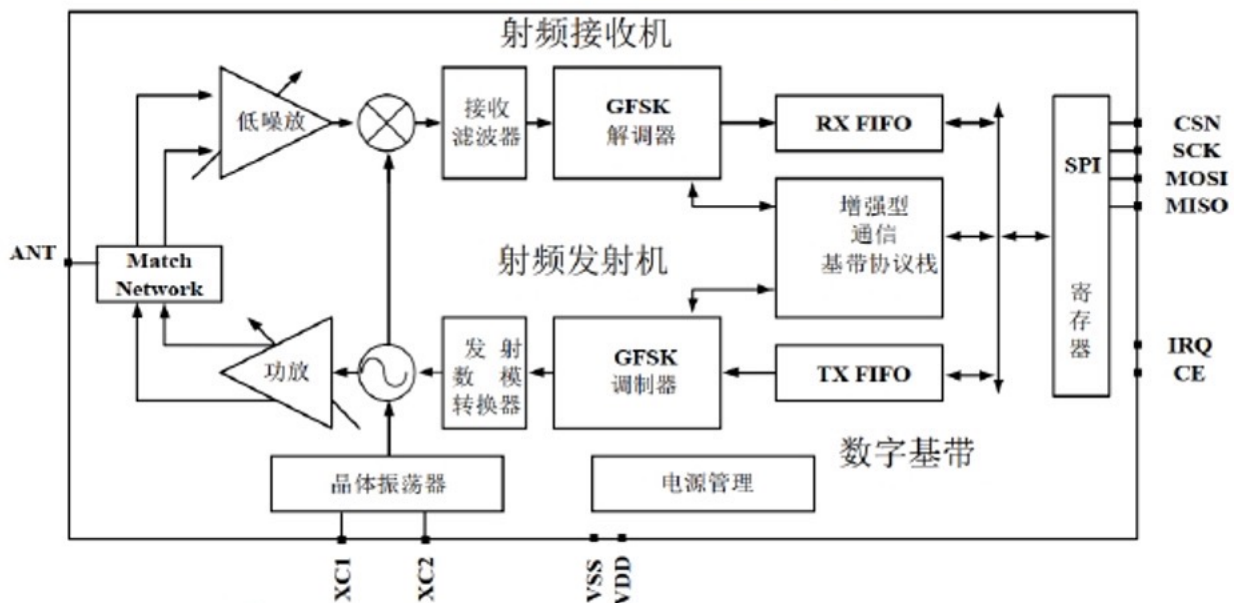 射频接收机
低噪放
接收
滤波器
GFSK
解调器
RX FIFO
SPI
CSN
SCK
MOSI
MISO
增强型
通信
基带协议栈
ANT
Match
Network
射频发射机
寄
存
器
功放
发 射
数 模
转换器
GFSK
调制器
TX FIFO
IRQ
CE
数字基带
晶体振荡器
电源管理
XC1
XC2
VSS
VDD